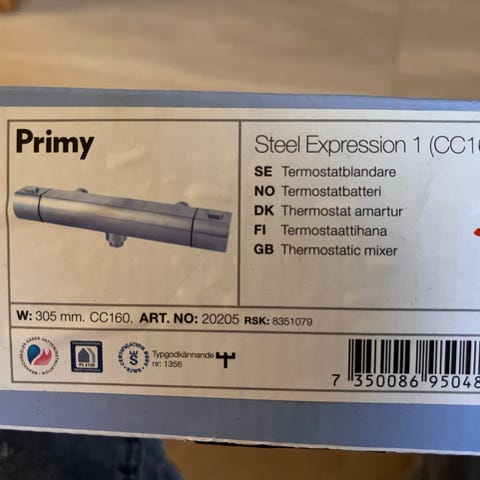 Primy
Steel Expression 1 (CC16
SE Termostatblandare
NO Termostatbatteri
DK Thermostat amartur
FI Termostaattihana
GB Thermostatic mixer
W: 305 mm. CC160. ART. NO: 20205 RSK: 8351079
Typgodkännande
nr: 1356
7 350086 95048